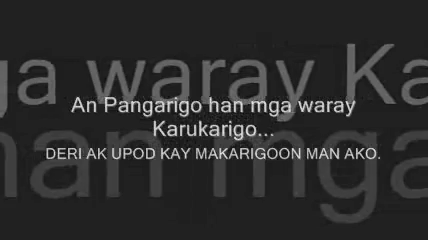 ga waray Ka
An Pangarigo han mga waray
Karukarigo...
DERI AK UPOD KAY MAKARIGOON MAN AKO.
han mga